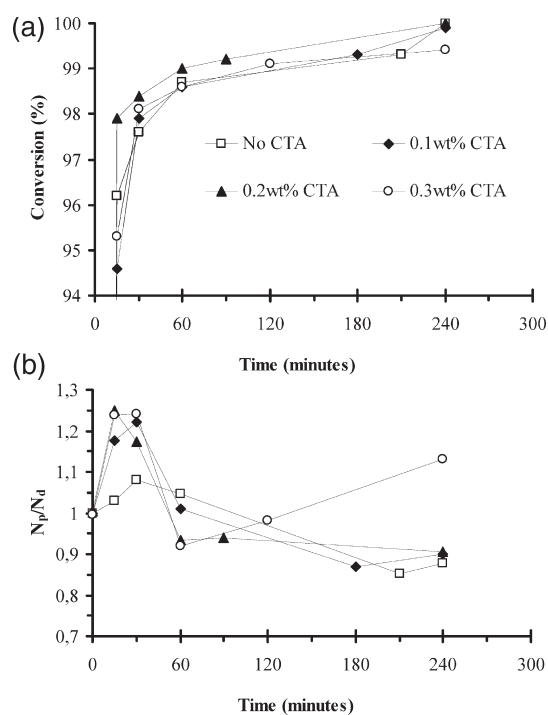 (a)
100
99
98
97
96
95
94
Conversion (%)
No CTA
0.1wt% CTA
0.2wt% CTA
0.3wt% CTA
0 60 120 180 240 300
Time (minutes)
(b)
1,3
1,2
1,1
1
0,9
0,8
0,7
Np/Nd
0 60 120 180 240 300
Time (minutes)